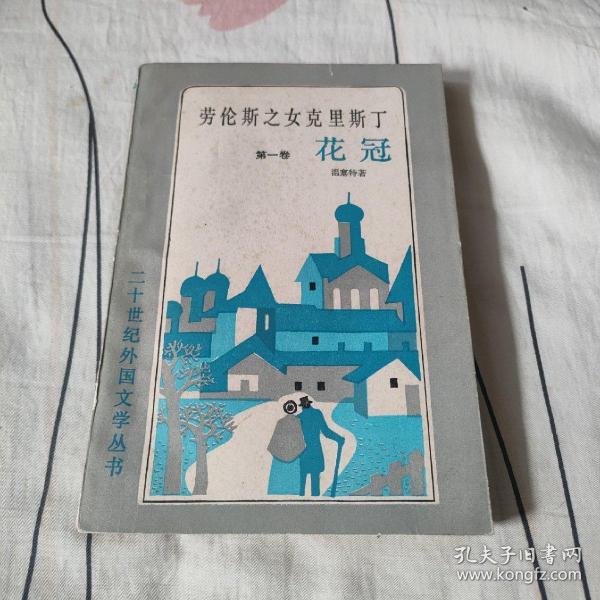 劳伦斯之女克里斯丁
第一卷 花冠
温塞特著
二十世纪外国文学丛书
孔夫子旧书网
www.kongfz.com